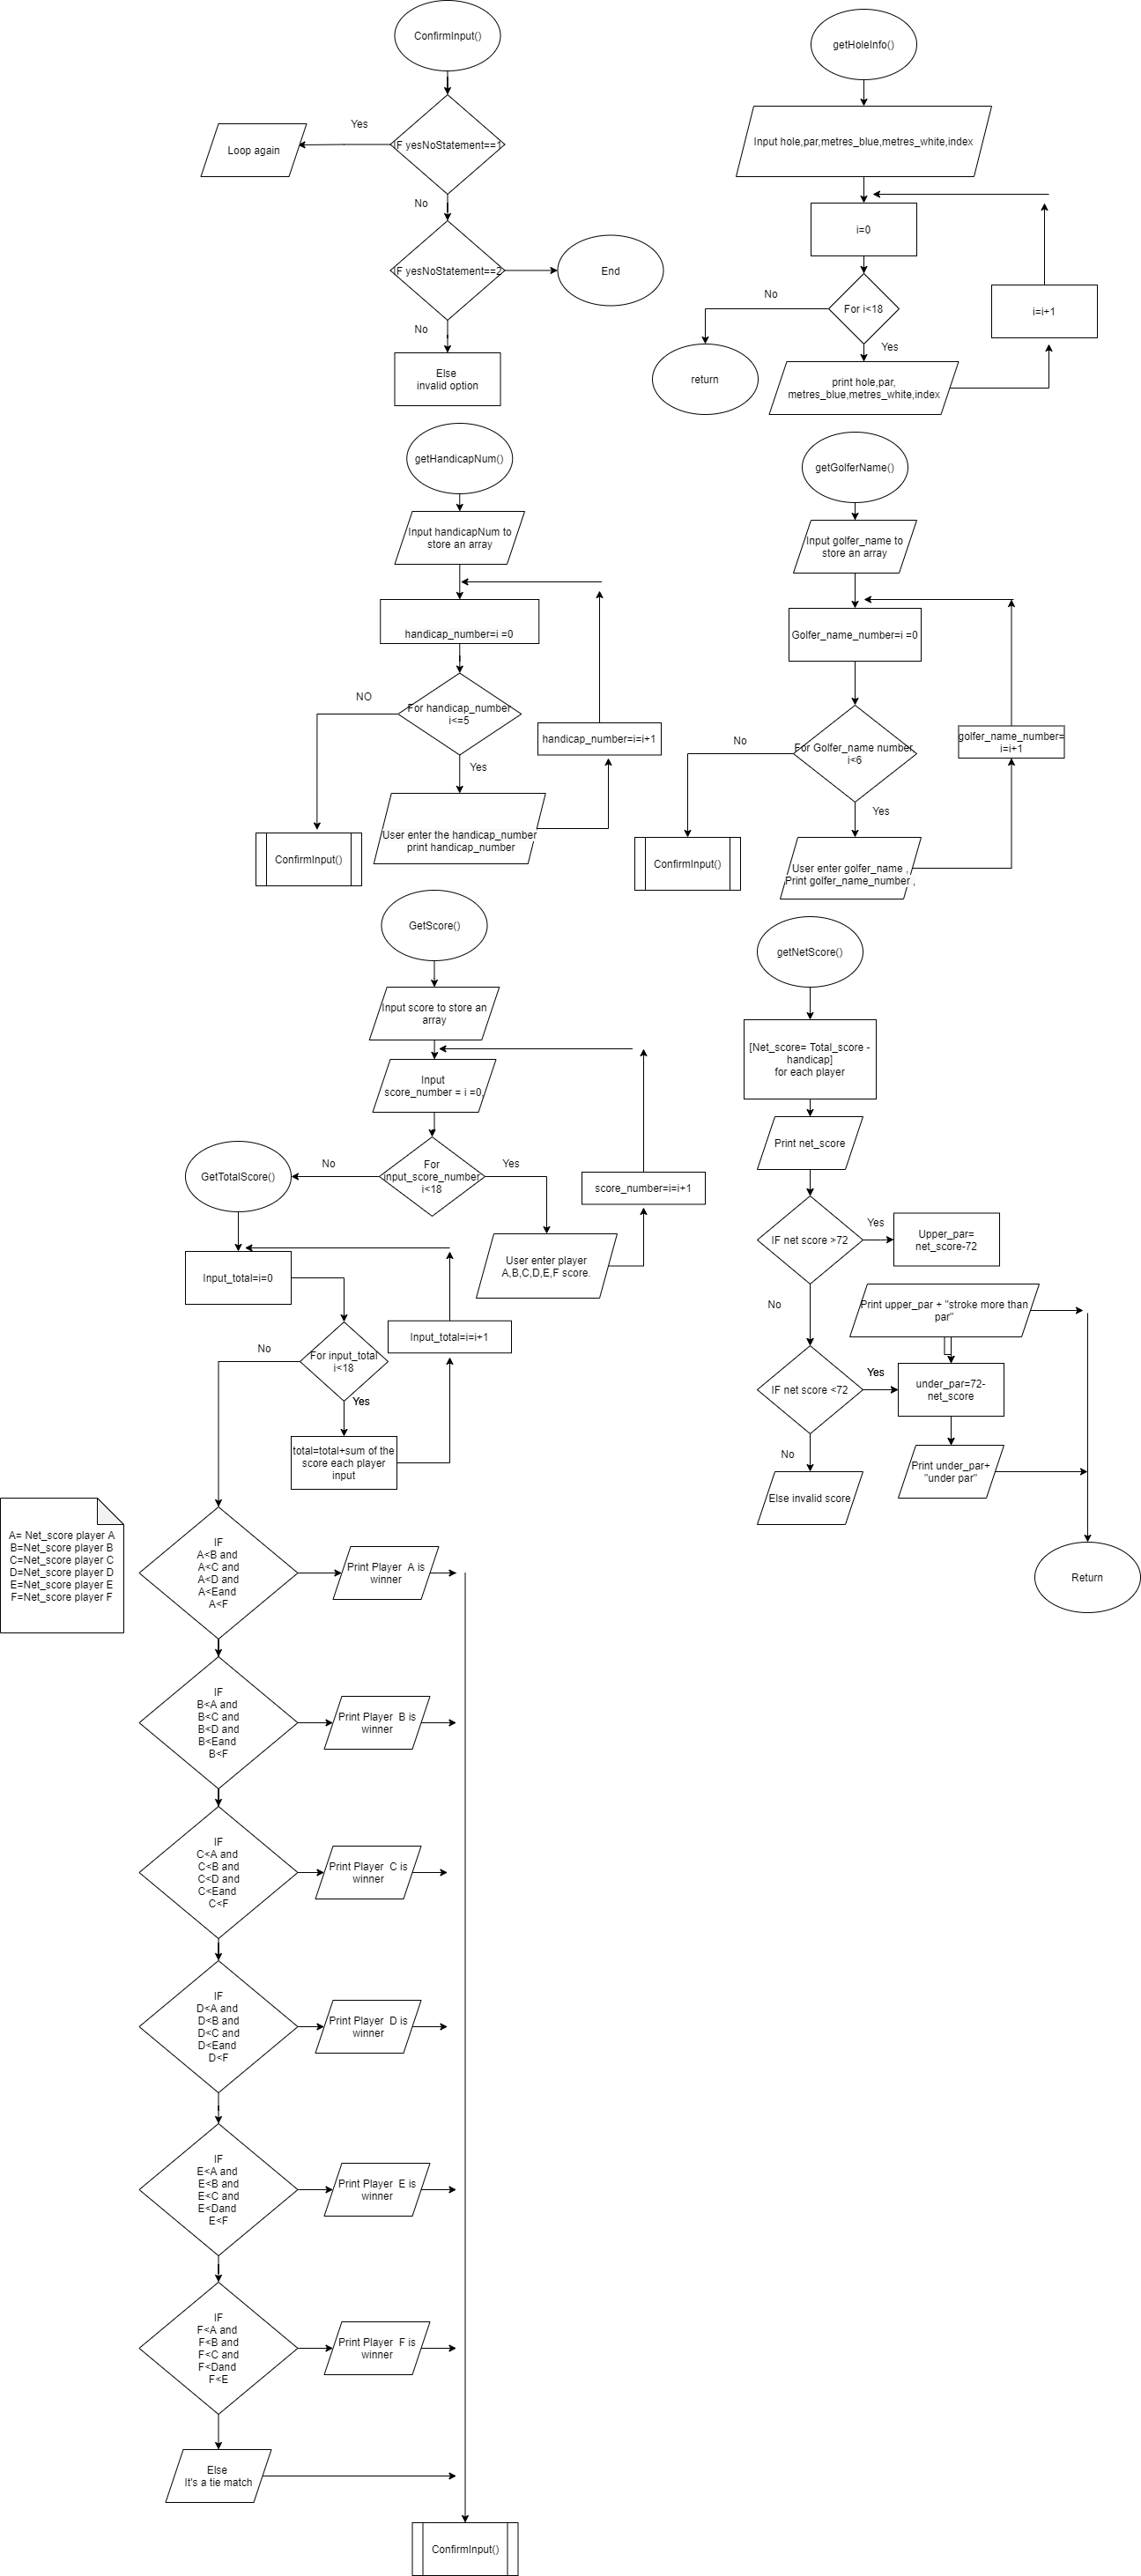 ConfirmInput()
IF yesNoStatement==1
Yes
Loop again
No
IF yesNoStatement==2
End
No
Else
invalid option
getHoleInfo()
Input hole,par,metres_blue,metres_white,index
i=0
For i<18
No
return
Yes
print hole,par,
metres_blue,metres_white,index
i=i+1
getHandicapNum()
Input handicapNum to
store an array
handicap_number=i =0
For handicap_number
i<=5
NO
ConfirmInput()
Yes
User enter the handicap_number
print handicap_number
handicap_number=i=i+1
getGolferName()
Input golfer_name to
store an array
Golfer_name_number=i =0
For Golfer_name number
i<6
No
ConfirmInput()
Yes
User enter golfer_name ,
Print golfer_name_number ,
golfer_name_number=
i=i+1
GetScore()
Input score to store an
array
Input
score_number = i =0,
For
input_score_number
i<18
No
Yes
User enter player
A,B,C,D,E,F score.
score_number=i=i+1
GetTotalScore()
Input_total=i=0
For input_total
i<18
No
Yes
total=total+sum of the
score each player
input
Input_total=i=i+1
getNetScore()
[Net_score= Total_score -
handicap]
for each player
Print net_score
IF net score >72
Yes
Upper_par=
net_score-72
No
Print upper_par + "stroke more than
par"
IF net score <72
Yes
under_par=72-
net_score
No
Print under_par+
"under par"
Else invalid score
Return
A= Net_score player A
B=Net_score player B
C=Net_score player C
D=Net_score player D
E=Net_score player E
F=Net_score player F
IF
A<B and
A<C and
A<D and
A<Eand
A<F
Print Player A is
winner
IF
B<A and
B<C and
B<D and
B<Eand
B<F
Print Player B is
winner
IF
C<A and
C<B and
C<D and
C<Eand
C<F
Print Player C is
winner
IF
D<A and
D<B and
D<C and
D<Eand
D<F
Print Player D is
winner
IF
E<A and
E<B and
E<C and
E<Dand
E<F
Print Player E is
winner
IF
F<A and
F<B and
F<C and
F<Dand
F<E
Print Player F is
winner
Else
It's a tie match
ConfirmInput()